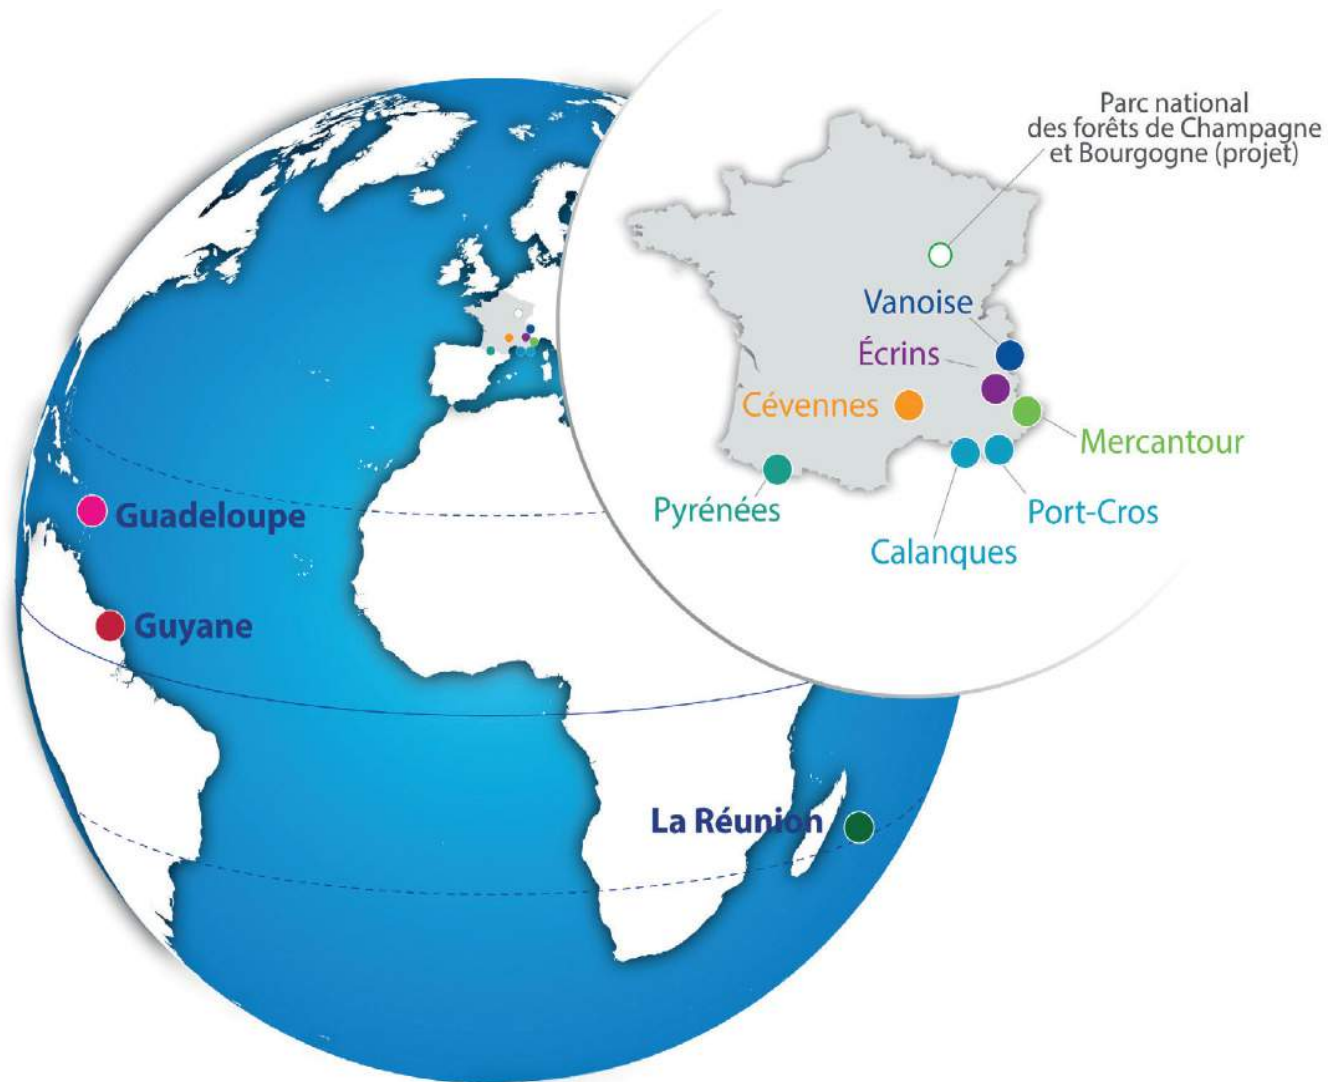 Parc national
des forêts de Champagne
et Bourgogne (projet)
Vanoise
Écrins
Cévennes
Mercantour
Pyrénées
Port-Cros
Calanques
Guadeloupe
Guyane
La Réunion